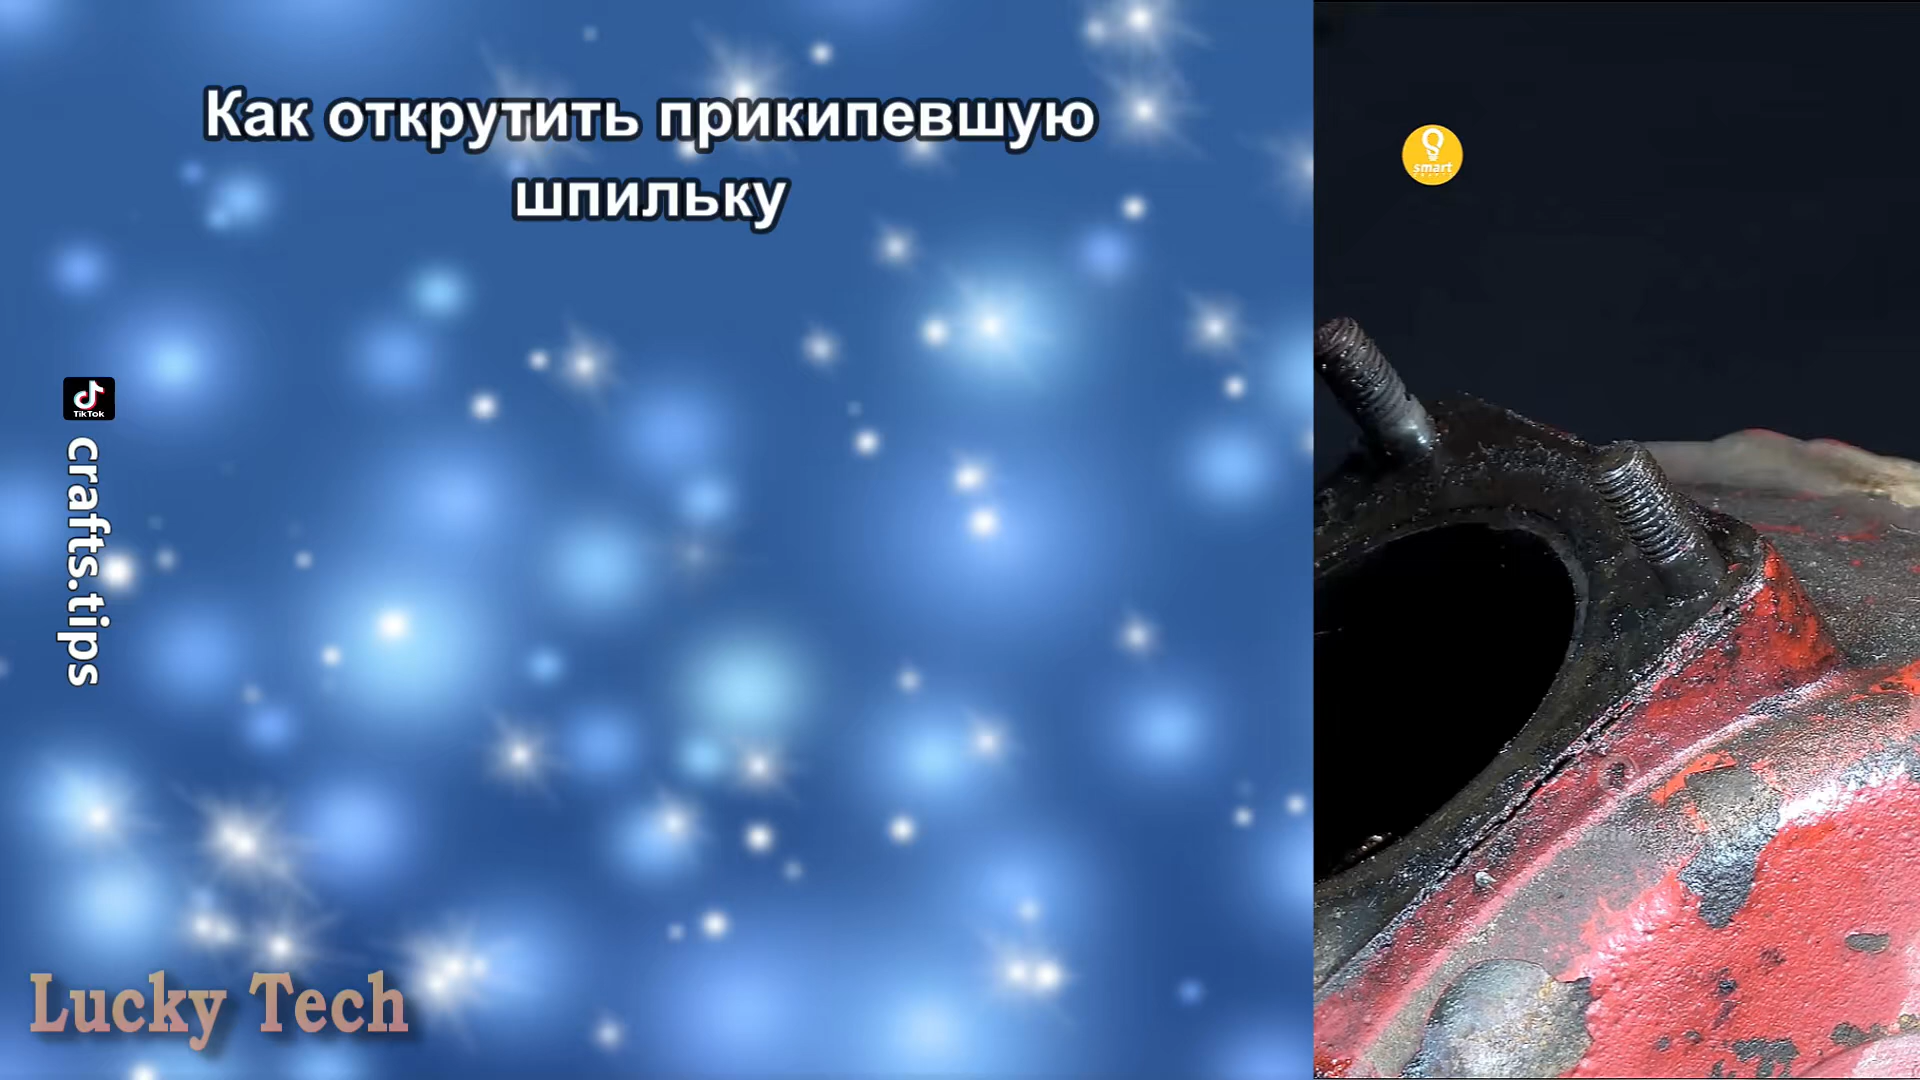 Как открутить прикипевшую
шпильку
smart
TikTok
crafts.tips
Lucky Tech